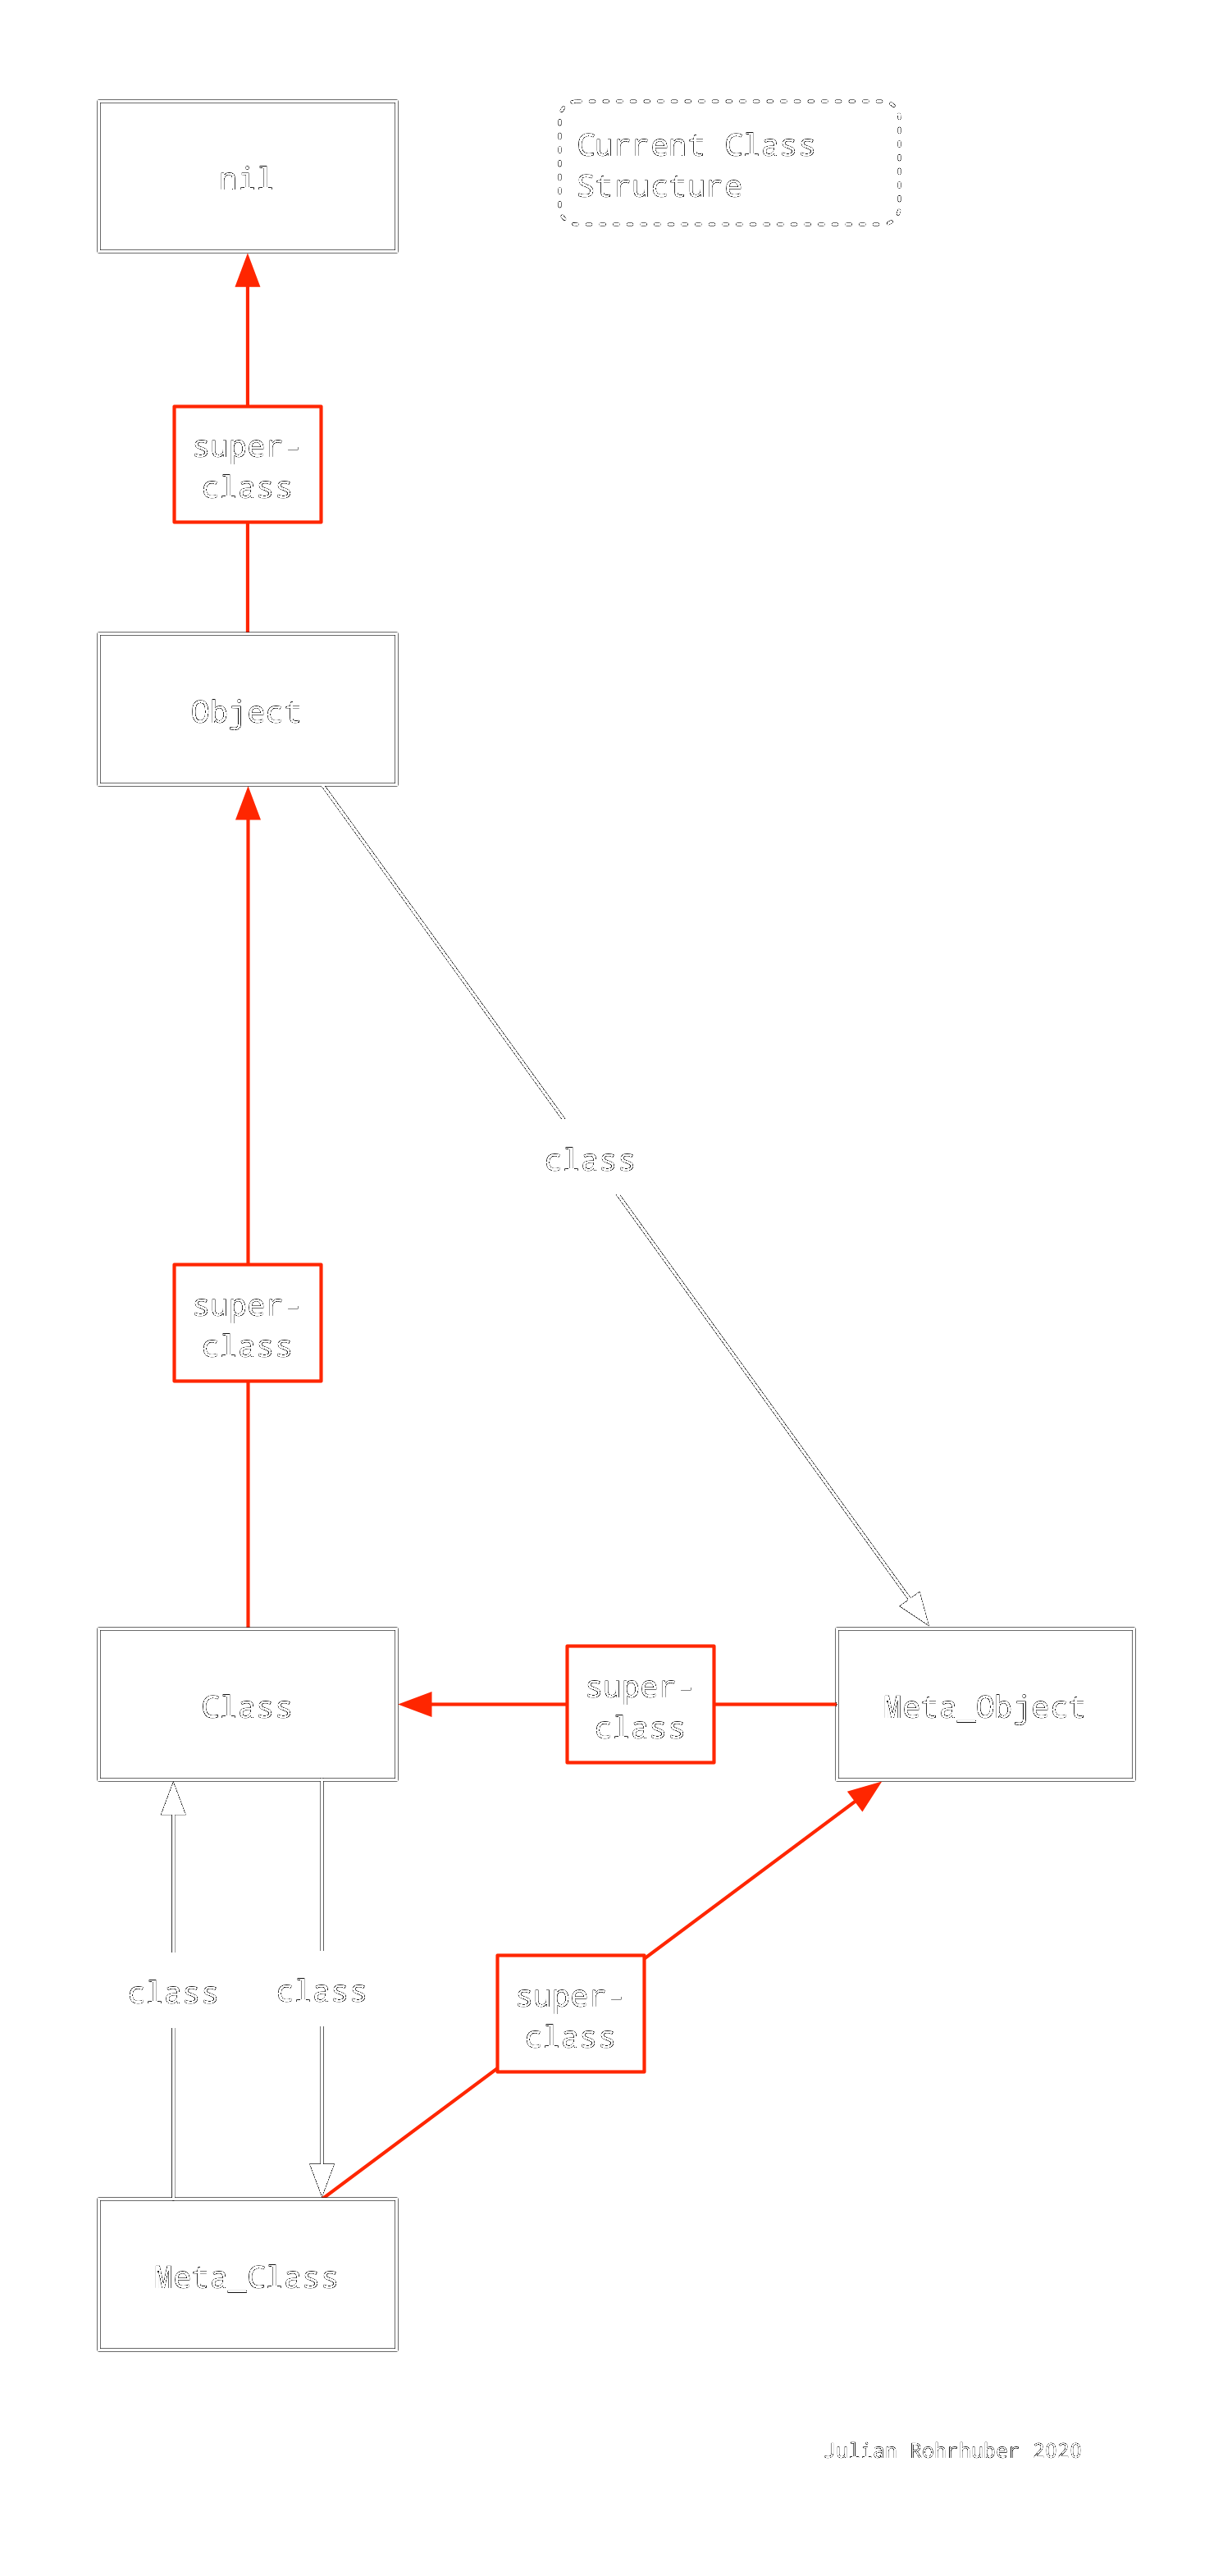 nil
Current Class
Structure
super-
class
Object
class
super-
class
Class
super-
class
Meta_Object
class
class
super-
class
Meta_Class
Julian Rohrhuber 2020